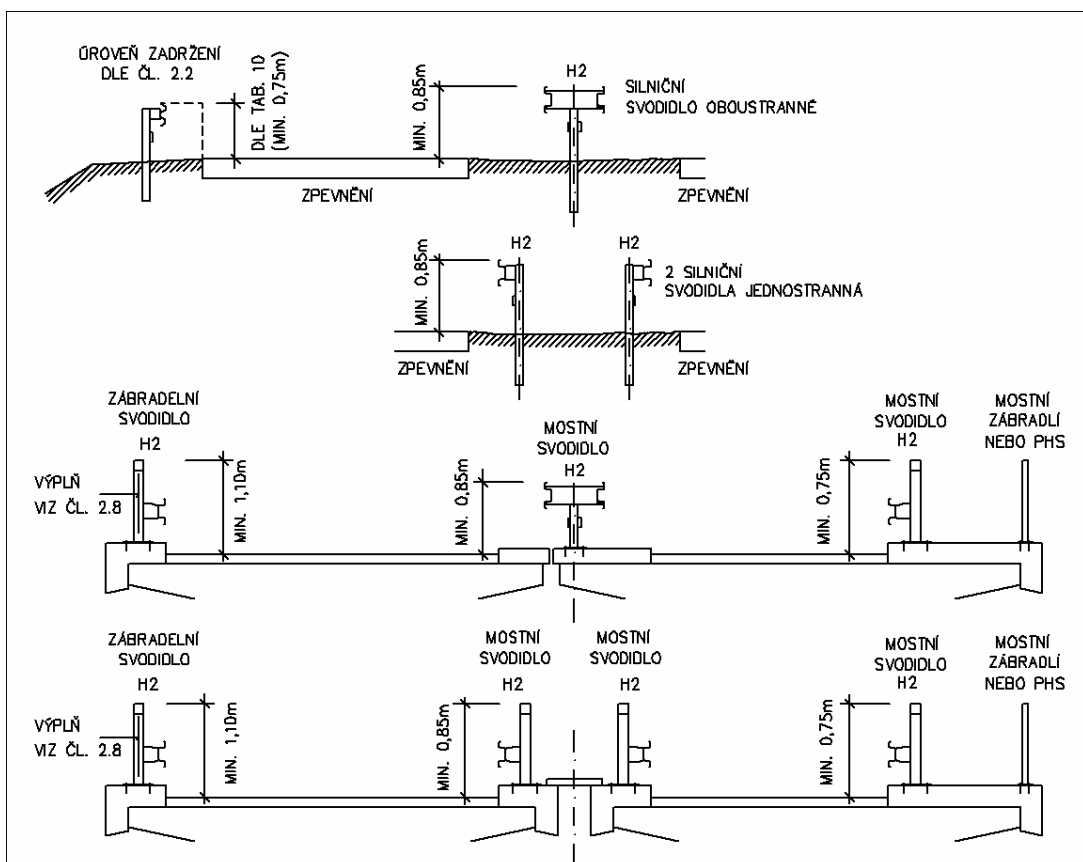 ÚROVEŇ ZADRŽENÍ
DLE ČL. 2.2
DLE TAB. 10
(MIN. 0,75m)
MIN. 0,85m
H2
SILNIČNÍ
SVODIDLO OBOUSTRANNÉ
ZPEVNĚNÍ
ZPEVNĚNÍ
MIN. 0,85m
H2
H2
2 SILNIČNÍ
SVODIDLA JEDNOSTRANNÁ
ZPEVNĚNÍ
ZPEVNĚNÍ
ZÁBRADELNÍ
SVODIDLO
H2
VÝPLŇ
VIZ ČL. 2.8
MIN. 1,10m
MIN. 0,85m
MOSTNÍ
SVODIDLO
H2
MIN. 0,75m
MOSTNÍ
SVODIDLO
H2
MOSTNÍ
ZÁBRADLÍ
NEBO PHS
ZÁBRADELNÍ
SVODIDLO
H2
VÝPLŇ
VIZ ČL. 2.8
MIN. 1,10m
MIN. 0,85m
MOSTNÍ
SVODIDLO
H2
MOSTNÍ
SVODIDLO
H2
MIN. 0,75m
MOSTNÍ
SVODIDLO
H2
MOSTNÍ
ZÁBRADLÍ
NEBO PHS